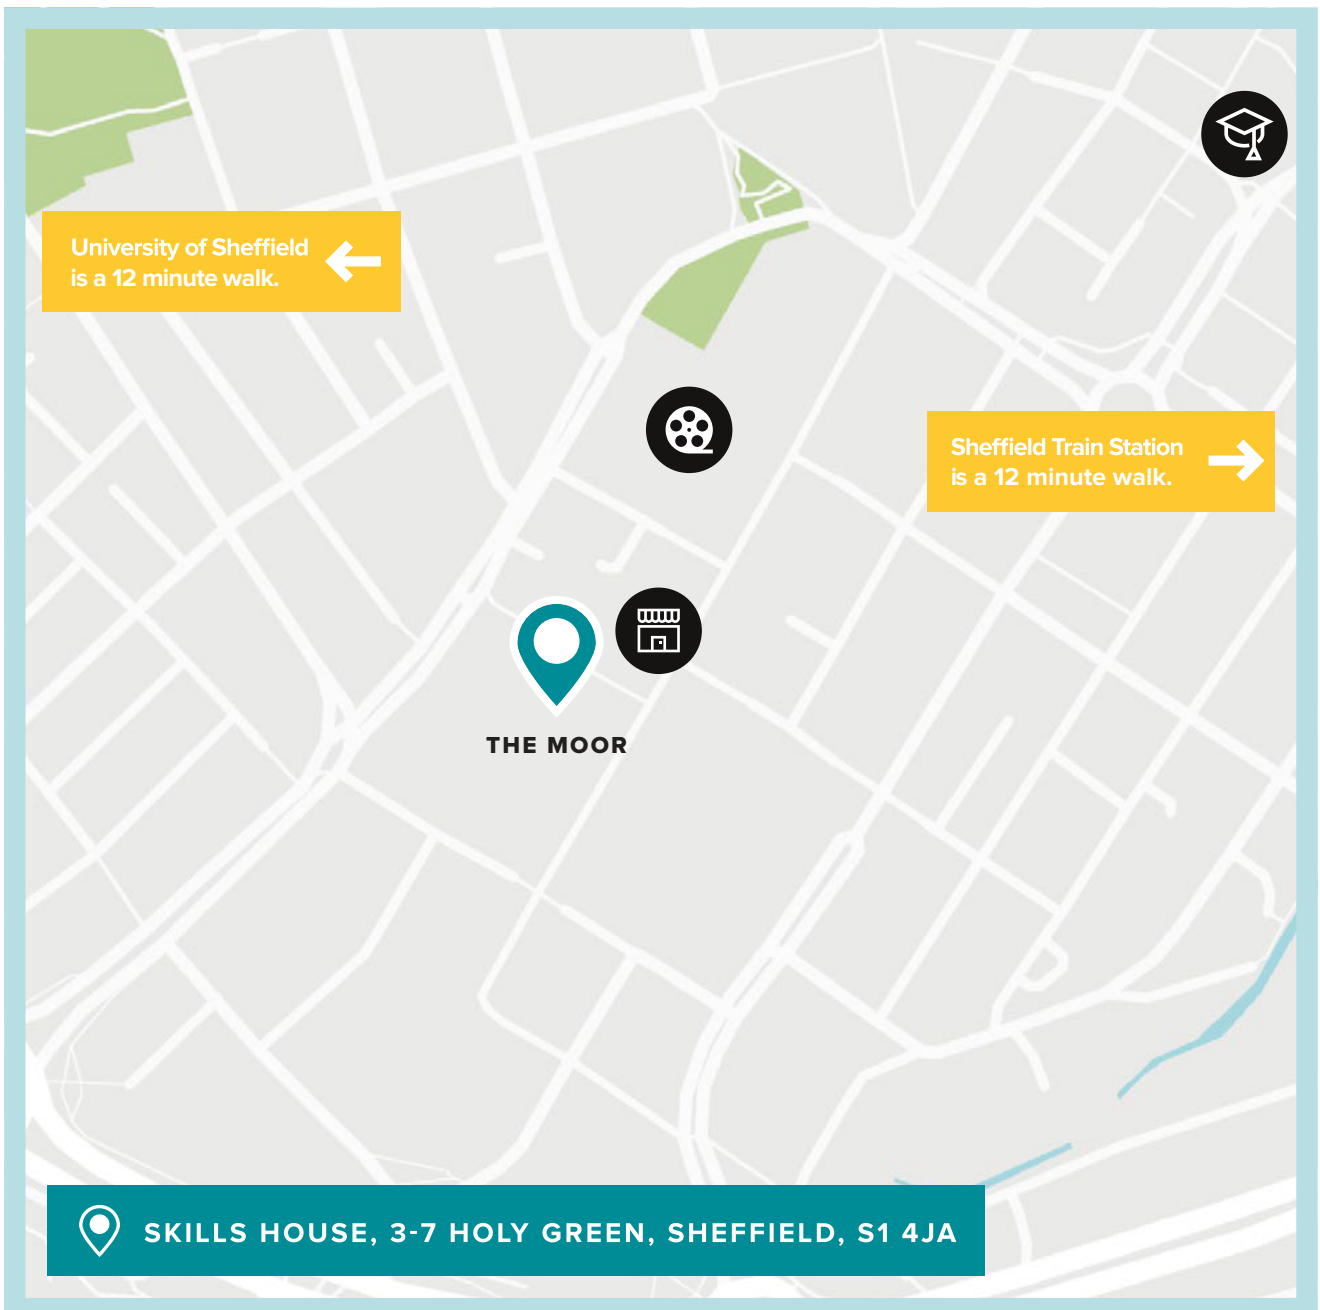 University of Sheffield
is a 12 minute walk.
Sheffield Train Station
is a 12 minute walk.
THE MOOR
SKILLS HOUSE, 3-7 HOLY GREEN, SHEFFIELD, S1 4JA